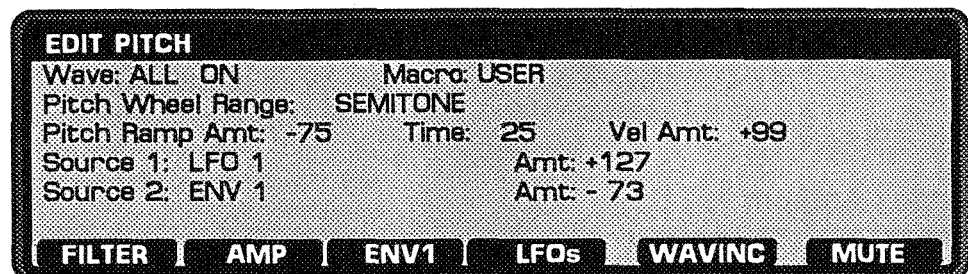 EDIT PITCH
Wave: ALL ON Macro: USER
Pitch Wheel Range: SEMITONE
Pitch Ramp Amt: -75 Time: 25 Vel Amt: +99
Source 1: LFO 1 Amt: +127
Source 2: ENV 1 Amt: - 73
FILTER AMP ENV1 LFOs WAVINC MUTE